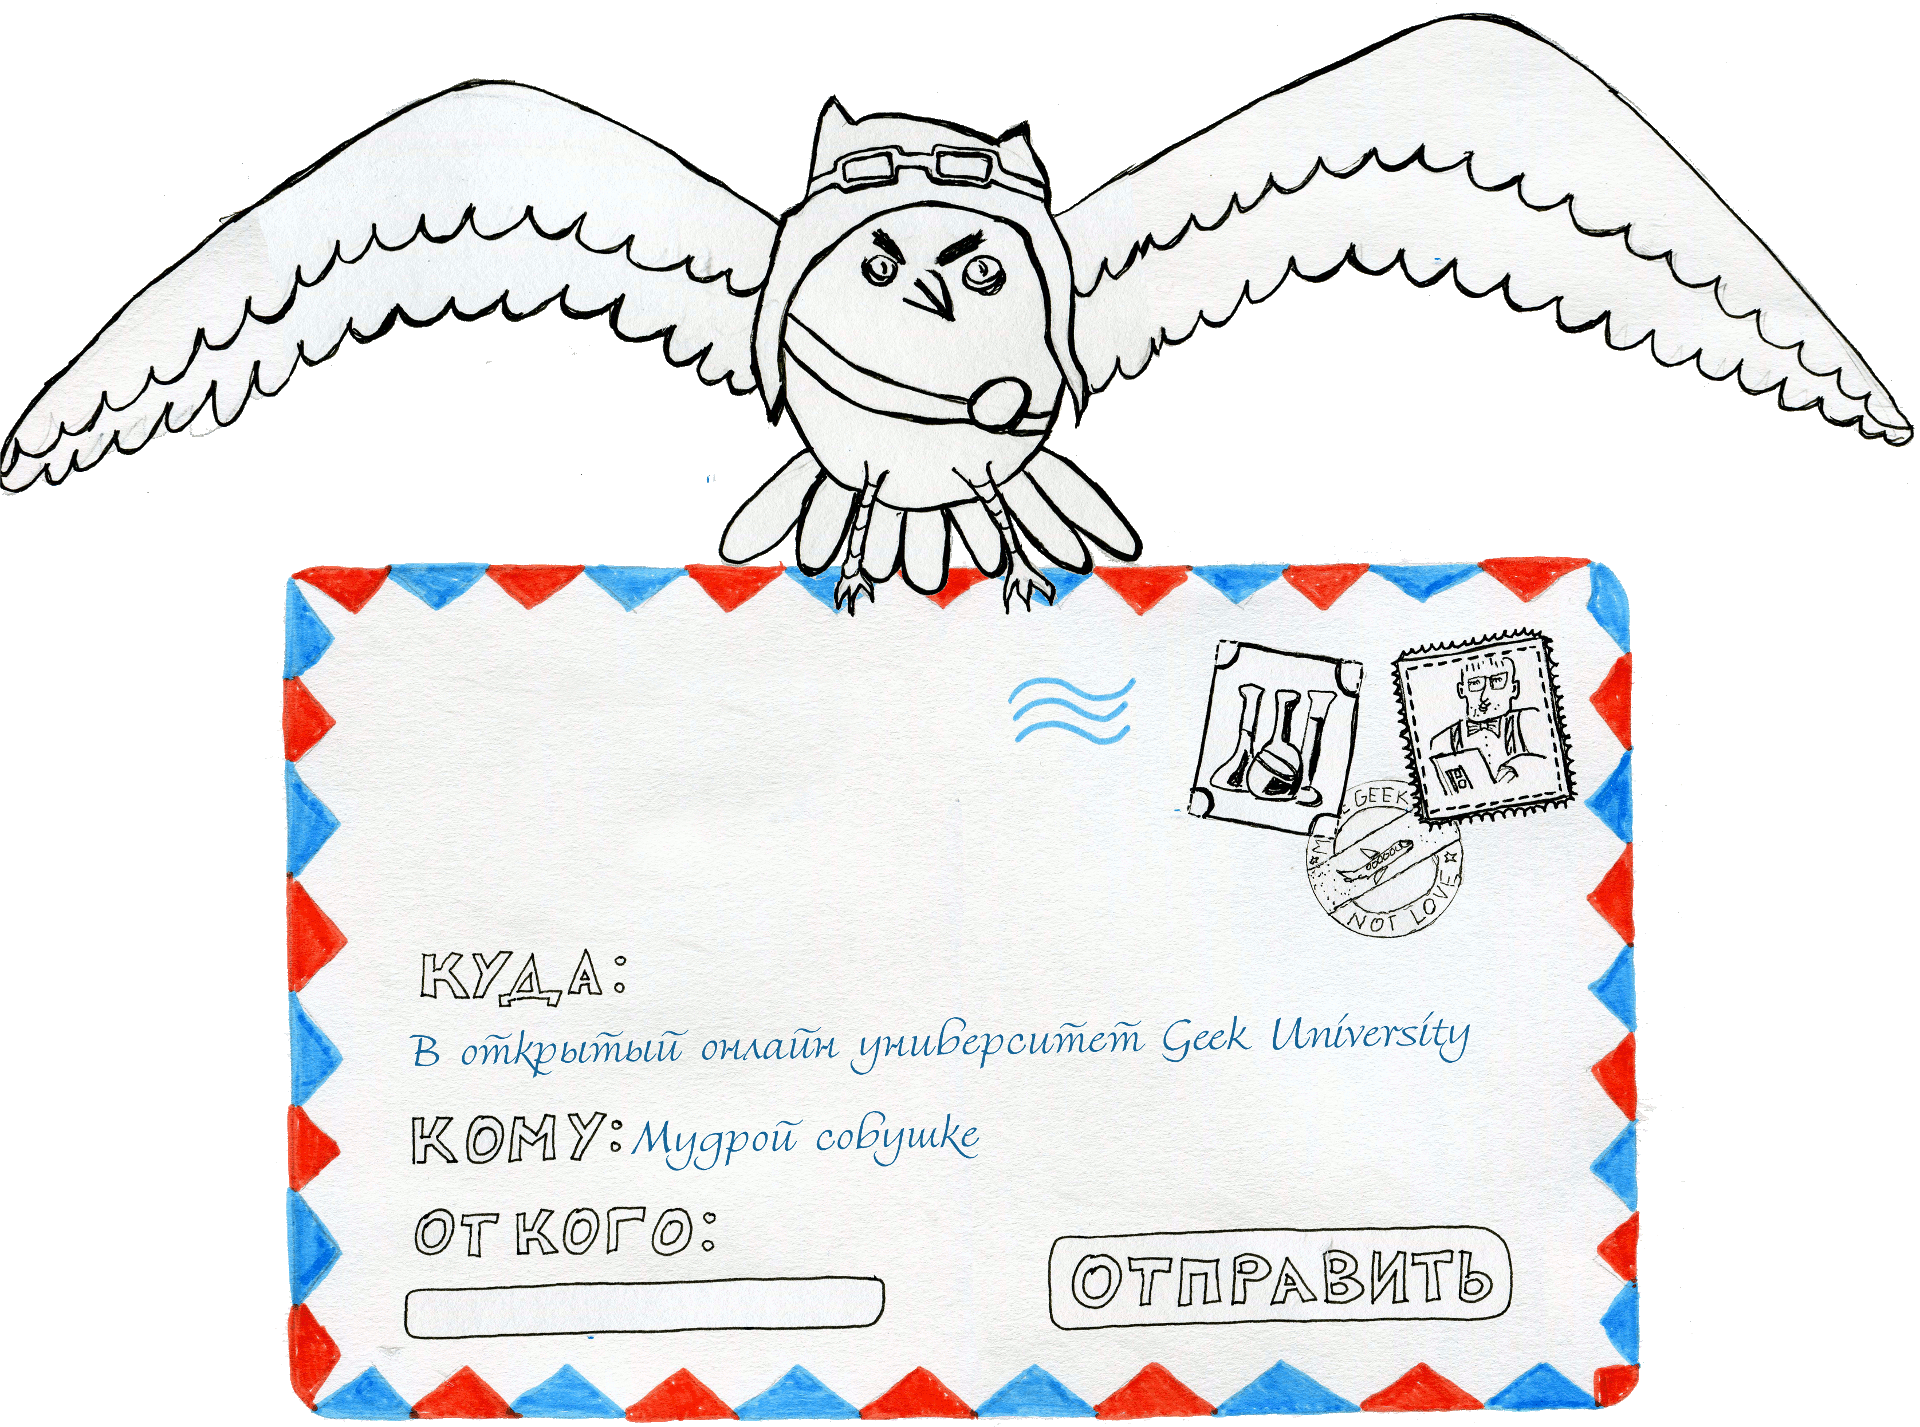 GEEK
NOT LOVE
КУДА:
В открытый онлайн университет Geek University
КОМУ: Мудрой совушке
ОТ КОГО:
ОТПРАВИТЬ